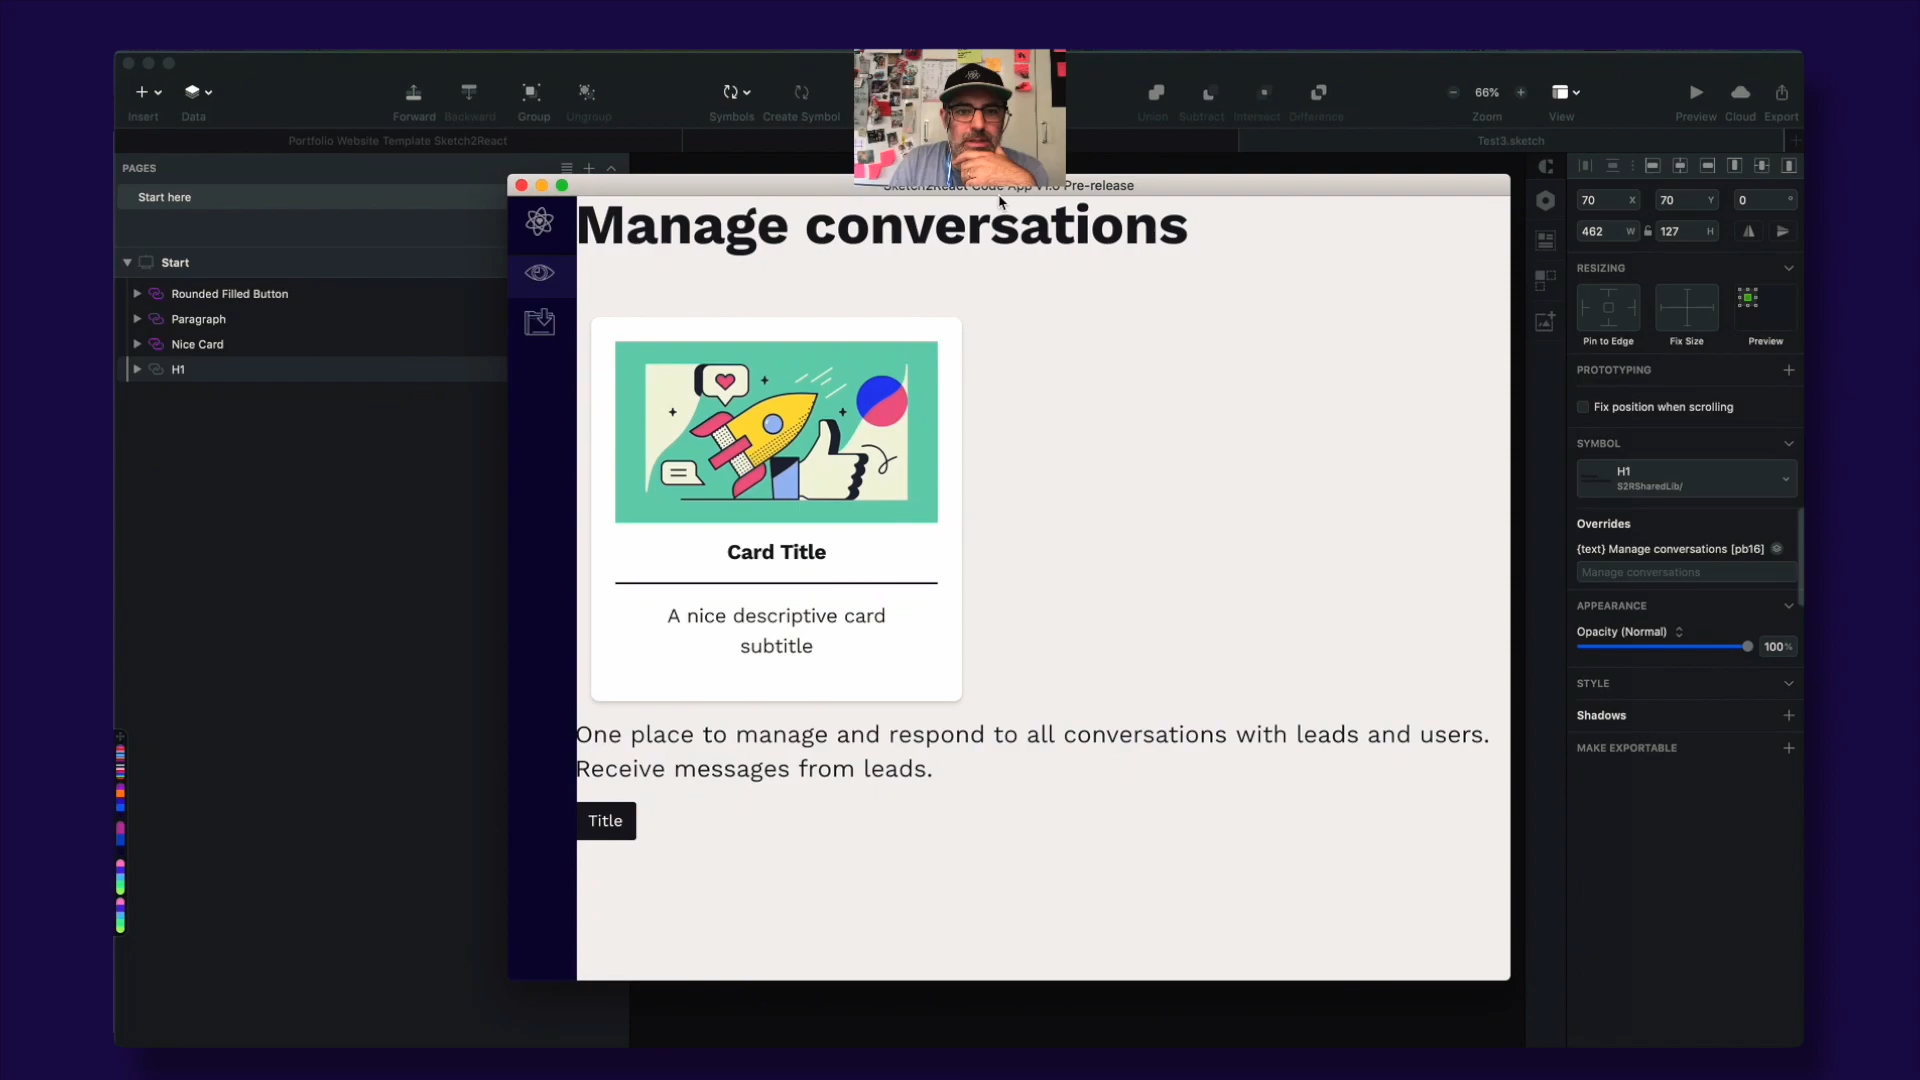 Insert
Data
Forward
Backward
Group
Ungroup
Symbols
Create Symbol
Union
Subtract
Intersect
Difference
66%
Zoom
View
Preview
Cloud
Export
Portfolio Website Template Sketch2React
Test3.sketch
PAGES
Start here
Start
Rounded Filled Button
Paragraph
Nice Card
H1
Sketch2React Code App V1.0 Pre-release
Manage conversations
Card Title
A nice descriptive card
subtitle
One place to manage and respond to all conversations with leads and users.
Receive messages from leads.
Title
70 X
70 Y
0 °
462 W
127 H
RESIZING
Pin to Edge
Fix Size
Preview
PROTOTYPING
Fix position when scrolling
SYMBOL
H1
S2RSharedLib/
Overrides
{text} Manage conversations [pb16]
Manage conversations
APPEARANCE
Opacity (Normal)
100%
STYLE
Shadows
MAKE EXPORTABLE